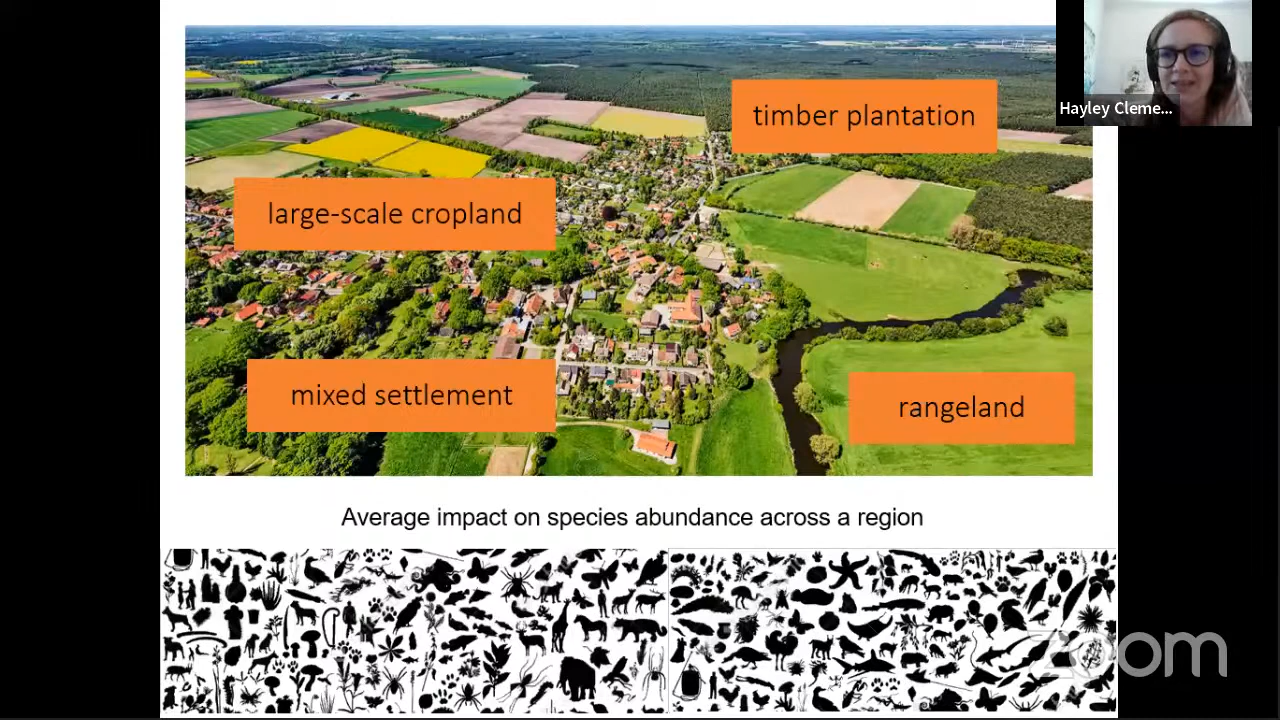 timber plantation
Hayley Cleme...
large-scale cropland
mixed settlement
rangeland
Average impact on species abundance across a region
zoom